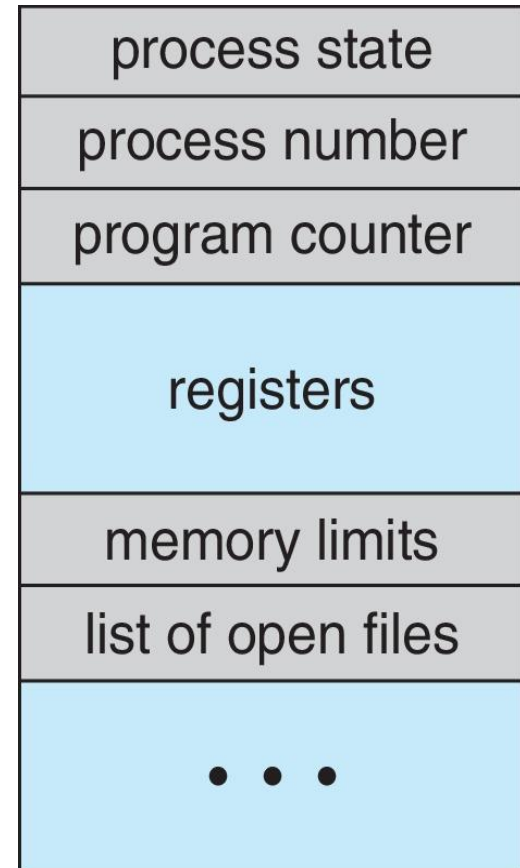 process state
process number
program counter
registers
memory limits
list of open files
• • •